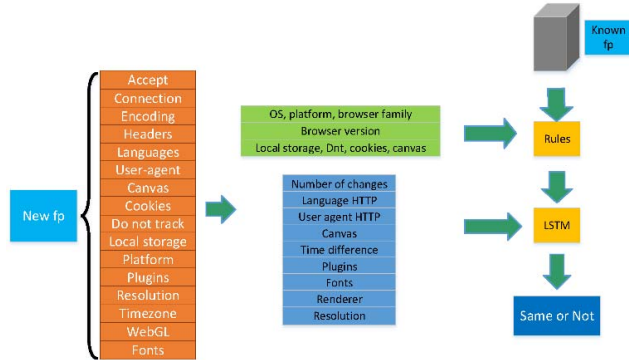 New fp
Accept
Connection
Encoding
Headers
Languages
User-agent
Canvas
Cookies
Do not track
Local storage
Platform
Plugins
Resolution
Timezone
WebGL
Fonts
OS, platform, browser family
Browser version
Local storage, Dnt, cookies, canvas
Number of changes
Language HTTP
User agent HTTP
Canvas
Time difference
Plugins
Fonts
Renderer
Resolution
Known
fp
Rules
LSTM
Same or Not